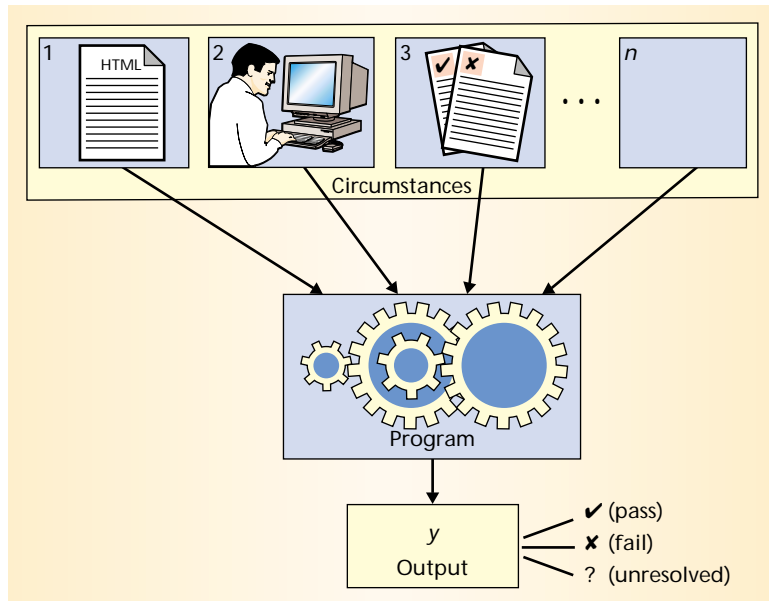 1
HTML
2
3
✔ ✘
. . .
n
Circumstances
Program
y
Output
✔ (pass)
✘ (fail)
? (unresolved)